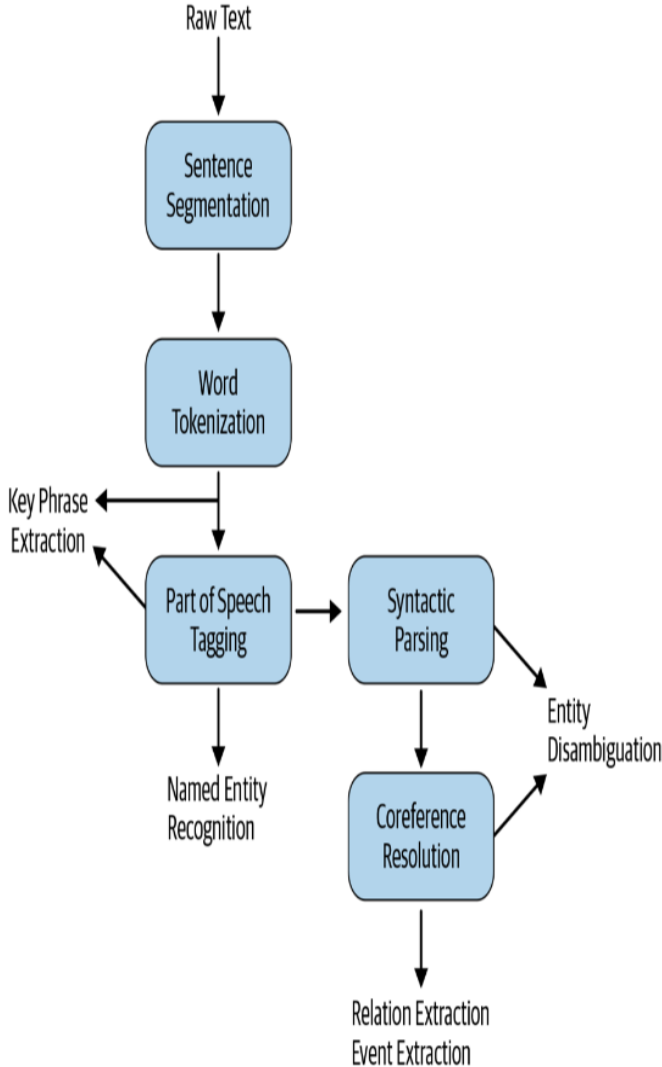 Raw Text
Sentence
Segmentation
Word
Tokenization
Key Phrase
Extraction
Part of Speech
Tagging
Syntactic
Parsing
Entity
Disambiguation
Named Entity
Recognition
Coreference
Resolution
Relation Extraction
Event Extraction